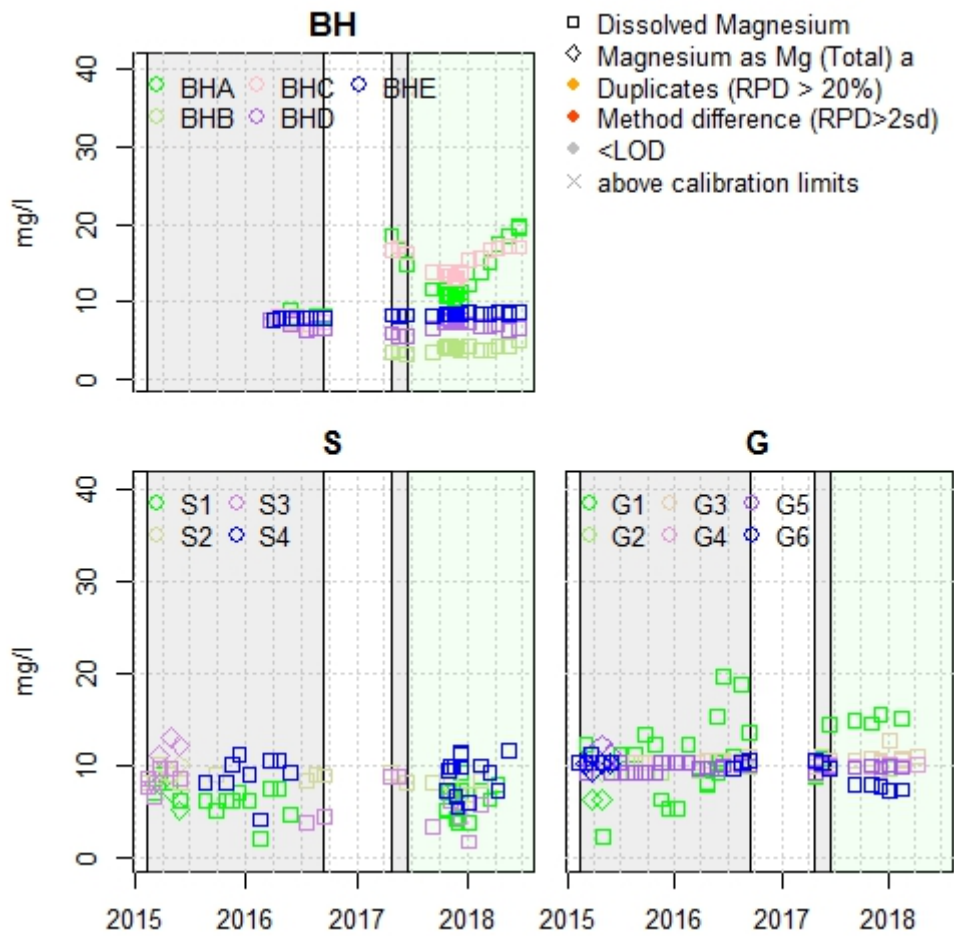 BH
Dissolved Magnesium
Magnesium as Mg (Total) a
Duplicates (RPD > 20%)
Method difference (RPD>2sd)
<LOD
above calibration limits
BHA BHC BHE
BHB BHD
40
30
20
10
0
mg/l
S
S1 S3
S2 S4
40
30
20
10
0
mg/l
2015 2016 2017 2018
G
G1 G3 G5
G2 G4 G6
2015 2016 2017 2018